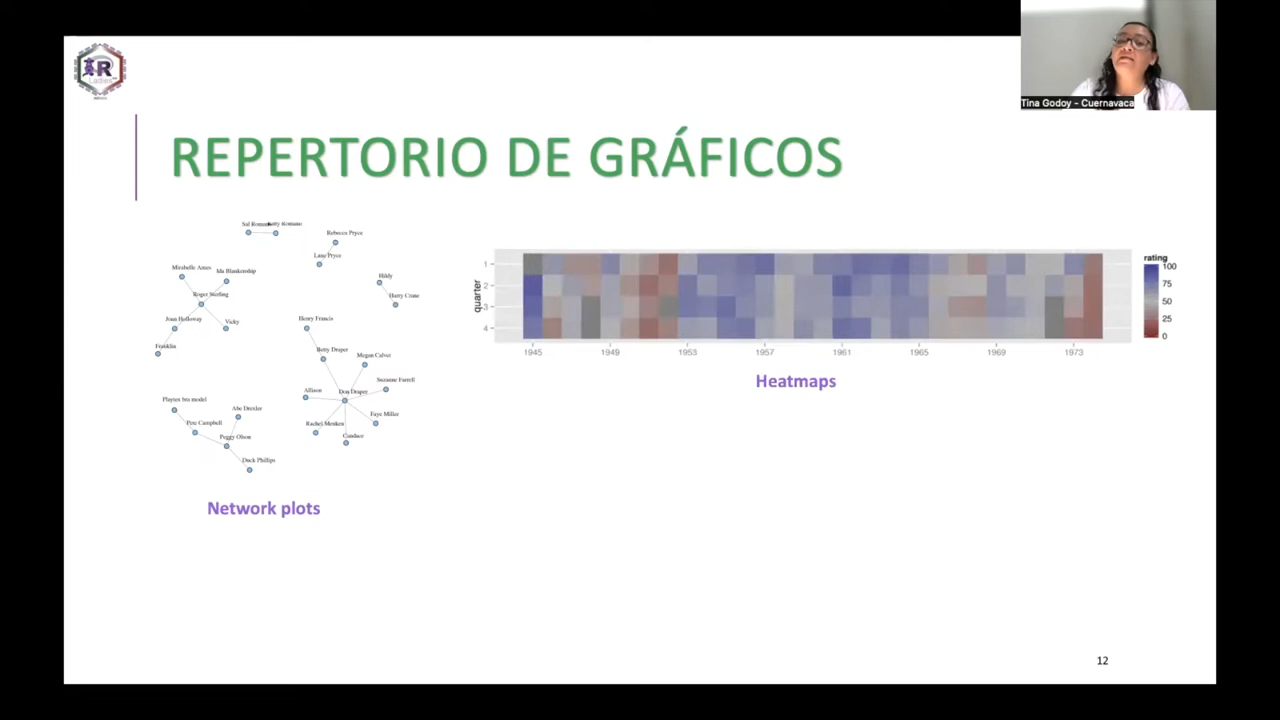 R
Ladies
Tina Godoy - Cuernavaca
REPERTORIO DE GRÁFICOS
Sal Romano
Kitty Romano
Rebecca Pryce
Lane Pryce
Mirabelle Ames
Ida Blankenship
Hildy
Roger Sterling
Harry Crane
Joan Holloway
Vicky
Henry Francis
Franklin
Betty Draper
Megan Calvet
Suzanne Farrell
Allison
Don Draper
Playtex bra model
Abe Drexler
Faye Miller
Pete Campbell
Rachel Menken
Peggy Olson
Candace
Duck Phillips
Network plots
quarter
1
2
3
4
1945 1949 1953 1957 1961 1965 1969 1973
rating
100
75
50
25
0
Heatmaps
12